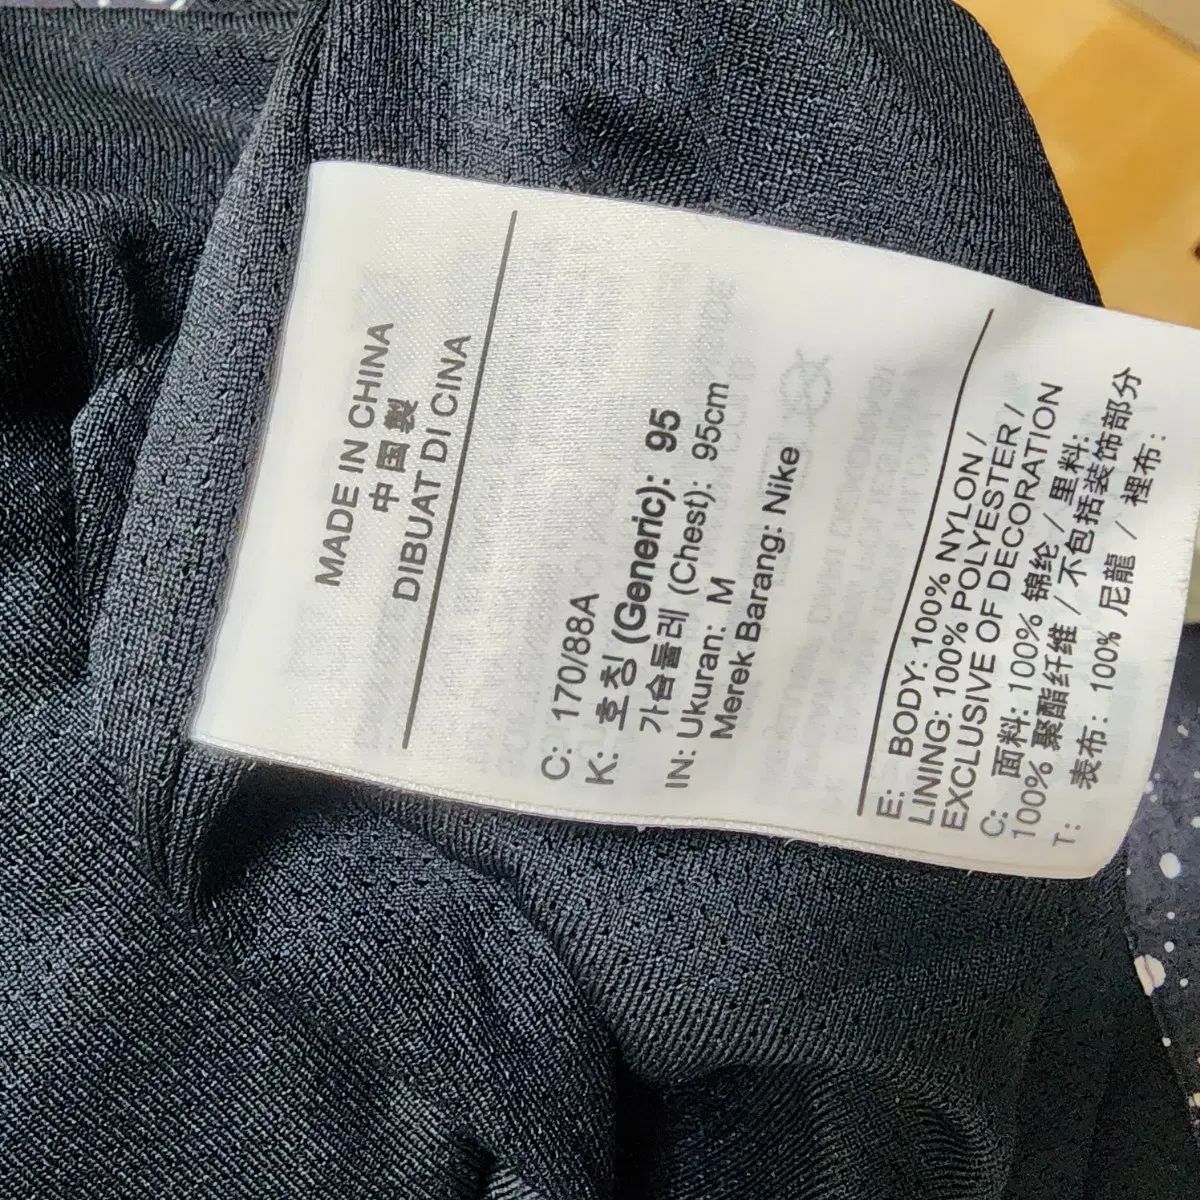 MADE IN CHINA
中国製
DIBUAT DI CINA
C: 170/88A
K: 호칭 (Generic): 95
가슴둘레 (Chest): 95cm
IN: Ukuran: M
Merek Barang: Nike
E: BODY: 100% NYLON /
LINING: 100% POLYESTER /
EXCLUSIVE OF DECORATION
C: 面料: 100% 锦纶 / 里料:
100% 聚酯纤维 / 不包括装饰部分
T: 表布: 100% 尼龍 / 裡布: